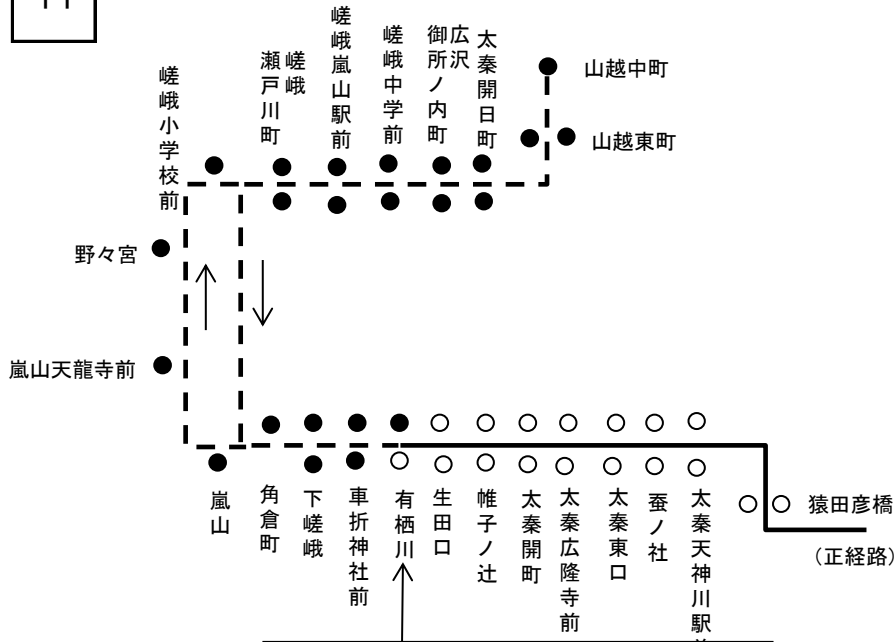 嵯峨小学校前
嵯峨
瀬戸川町
嵯峨嵐山駅前
嵯峨中学前
広沢
御所ノ内町
太秦開日町
山越中町
山越東町
野々宮
嵐山天龍寺前
嵐山
角倉町
下嵯峨
車折神社前
有栖川
生田口
帷子ノ辻
太秦開町
太秦広隆寺前
太秦東口
蚕ノ社
太秦天神川駅前
猿田彦橋
(正経路)